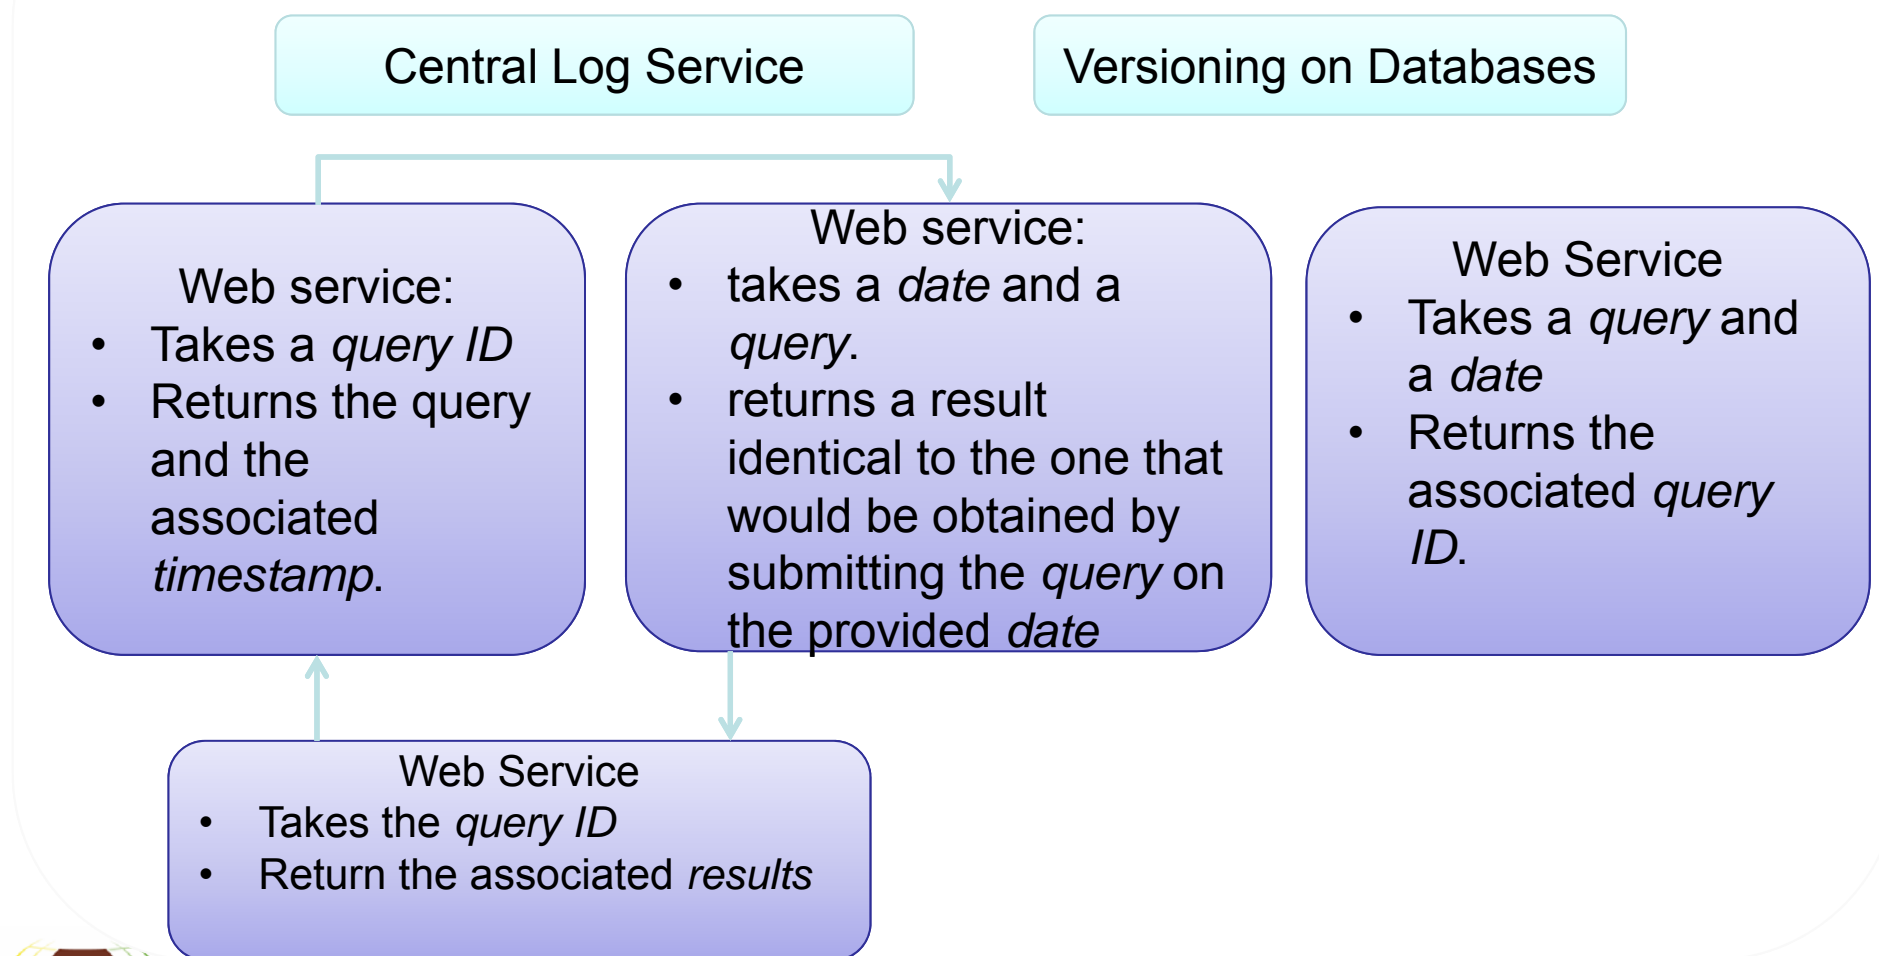 Central Log Service
Versioning on Databases
Web service:
• Takes a query ID
• Returns the query
and the
associated
timestamp.
Web service:
• takes a date and a
query.
• returns a result
identical to the one that
would be obtained by
submitting the query on
the provided date
Web Service
• Takes a query and
a date
• Returns the
associated query
ID.
Web Service
• Takes the query ID
• Return the associated results